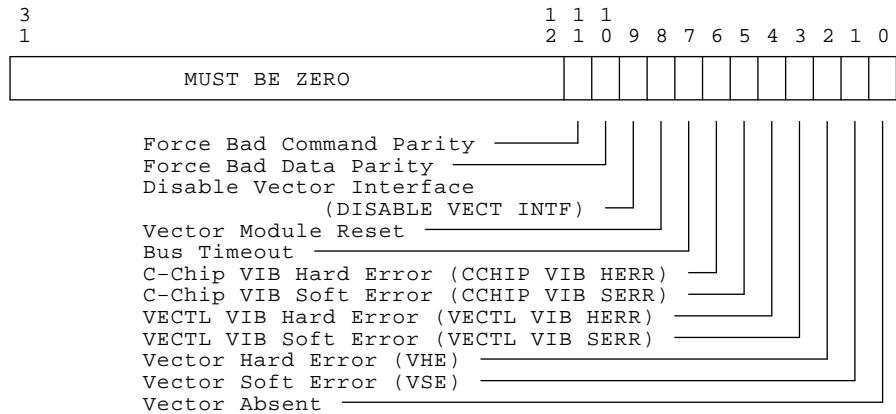 3 1 1 1
1 2 1 0 9 8 7 6 5 4 3 2 1 0
MUST BE ZERO
Force Bad Command Parity
Force Bad Data Parity
Disable Vector Interface
(DISABLE VECT INTF)
Vector Module Reset
Bus Timeout
C-Chip VIB Hard Error (CCHIP VIB HERR)
C-Chip VIB Soft Error (CCHIP VIB SERR)
VECTL VIB Hard Error (VECTL VIB HERR)
VECTL VIB Soft Error (VECTL VIB SERR)
Vector Hard Error (VHE)
Vector Soft Error (VSE)
Vector Absent